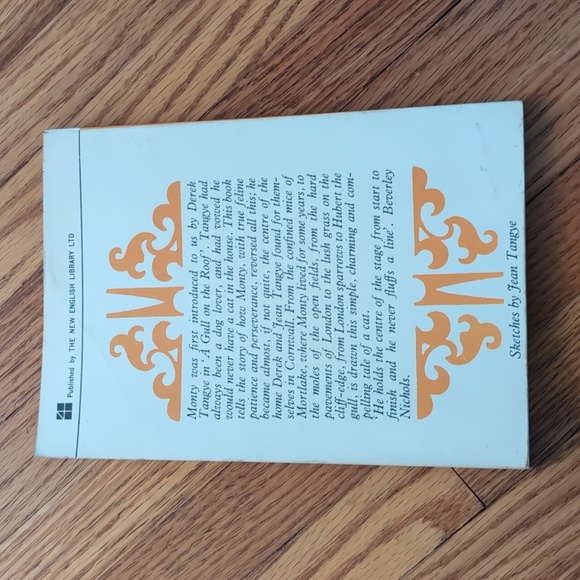 Published by THE NEW ENGLISH LIBRARY LTD
Monty was first introduced to us by Derek
Tangye in 'A Gull on the Roof'. Tangye had
always been a dog lover, and had vowed he
would never have a cat in the house. This book
tells the story of how Monty, with true feline
patience and perseverance, reversed all this; he
became almost, if not quite, the centre of the
home Derek and Jean Tangye found for them-
selves in Cornwall. From the confined mice of
Mortlake, where Monty lived for some years, to
the moles of the open fields, from the hard
pavements of London to the lush grass on the
cliff-edge, from London sparrows to Hubert the
gull, is drawn this simple, charming and com-
pelling tale of a cat.
He holds the centre of the stage from start to
finish and he never fluffs a line'. Beverley
Nichols.
Sketches by Jean Tangye